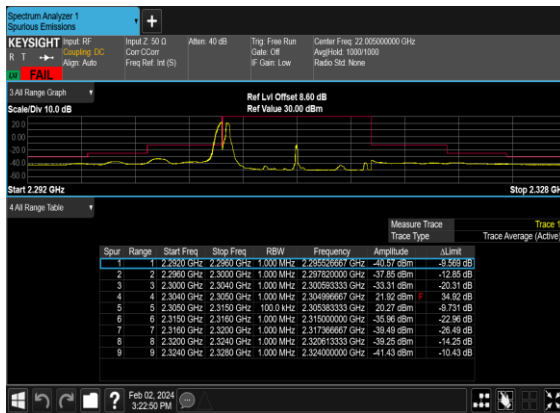 Spectrum Analyzer 1
Spurious Emissions
KEYSIGHT Input: RF Input Z: 50 Ω Atten: 40 dB Trig: Free Run Center Freq: 22.005000000 GHz
R T Coupling: DC Corr CCorr Gate: Off Avg|Hold: 1000/1000
Align: Auto Freq Ref: Int (S) IF Gain: Low Radio Std: None
FAIL
3 All Range Graph
Ref Lvl Offset 8.60 dB
Scale/Div 10.0 dB Ref Value 30.00 dBm
20.0
0.00
-20.0
-40.0
-60.0
Start 2.292 GHz Stop 2.328 GH
4 All Range Table
Measure Trace Trace 1
Trace Type Trace Average (Active)
Spur Range Start Freq Stop Freq RBW Frequency Amplitude ΔLimit
1 1 2.2920 GHz 2.2960 GHz 1.000 MHz 2.295526667 GHz -40.57 dBm -9.569 dB
2 2 2.2960 GHz 2.3000 GHz 1.000 MHz 2.297820000 GHz -37.85 dBm -12.85 dB
3 3 2.3000 GHz 2.3040 GHz 1.000 MHz 2.300593333 GHz -33.31 dBm -20.31 dB
4 4 2.3040 GHz 2.3050 GHz 1.000 MHz 2.304996667 GHz 21.92 dBm F 34.92 dB
5 5 2.3050 GHz 2.3150 GHz 100.0 kHz 2.305383333 GHz 20.27 dBm -9.731 dB
6 6 2.3150 GHz 2.3160 GHz 1.000 MHz 2.315000000 GHz -35.96 dBm -22.96 dB
7 7 2.3160 GHz 2.3200 GHz 1.000 MHz 2.317366667 GHz -39.49 dBm -26.49 dB
8 8 2.3200 GHz 2.3240 GHz 1.000 MHz 2.320613333 GHz -39.25 dBm -14.25 dB
9 9 2.3240 GHz 2.3280 GHz 1.000 MHz 2.324000000 GHz -41.43 dBm -10.43 dB
Feb 02, 2024
3:22:50 PM